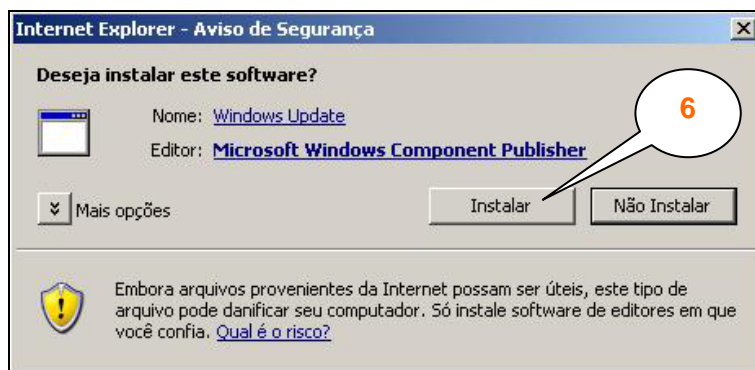 Internet Explorer - Aviso de Segurança
Deseja instalar este software?
Nome: Windows Update
Editor: Microsoft Windows Component Publisher
6
Mais opções
Instalar
Não Instalar
Embora arquivos provenientes da Internet possam ser úteis, este tipo de
arquivo pode danificar seu computador. Só instale software de editores em que
você confia. Qual é o risco?